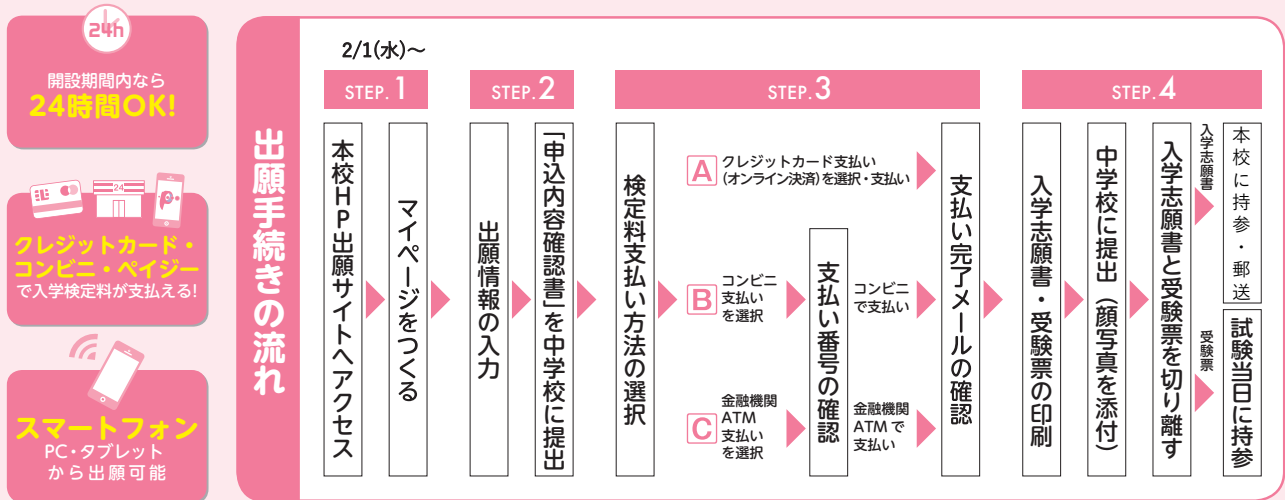 24h
開設期間内なら
24時間OK!
24
クレジットカード・
コンビニ・ペイジー
で入学検定料が支払える!
スマートフォン
PC・タブレット
から出願可能
出願手続きの流れ
2/1(水)～
STEP.1
本校HP出願サイトへアクセス
マイページをつくる
STEP.2
出願情報の入力
「申込内容確認書」を中学校に提出
STEP.3
検定料支払い方法の選択
A
クレジットカード支払い
(オンライン決済)を選択・支払い
B
コンビニ
支払い
を選択
C
金融機関
ATM
支払い
を選択
支払い番号の確認
コンビニ
で支払い
金融機関
ATMで
支払い
支払い完了メールの確認
STEP.4
入学志願書・受験票の印刷
中学校に提出（顔写真を添付）
入学志願書と受験票を切り離す
入学志願書
本校に持参・郵送
受験票
試験当日に持参